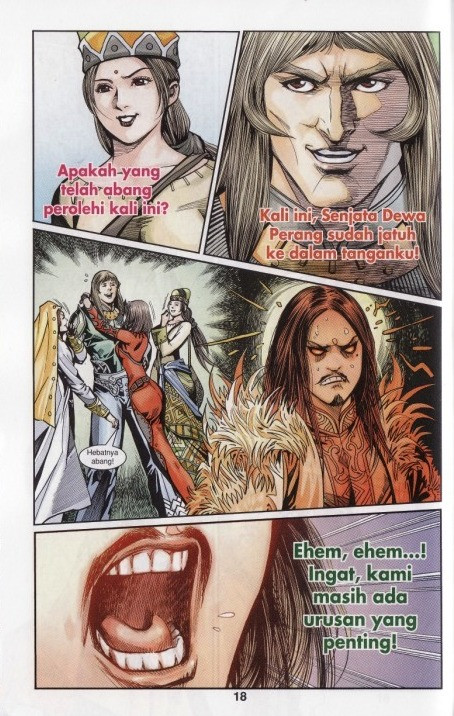 Apakah yang
telah abang
perolehi kali ini?
Kali ini, Senjata Dewa
Perang sudah jatuh
ke dalam tanganku!
Hebatnya
abang!
Ehem, ehem...!
Ingat, kami
masih ada
urusan yang
penting!
18